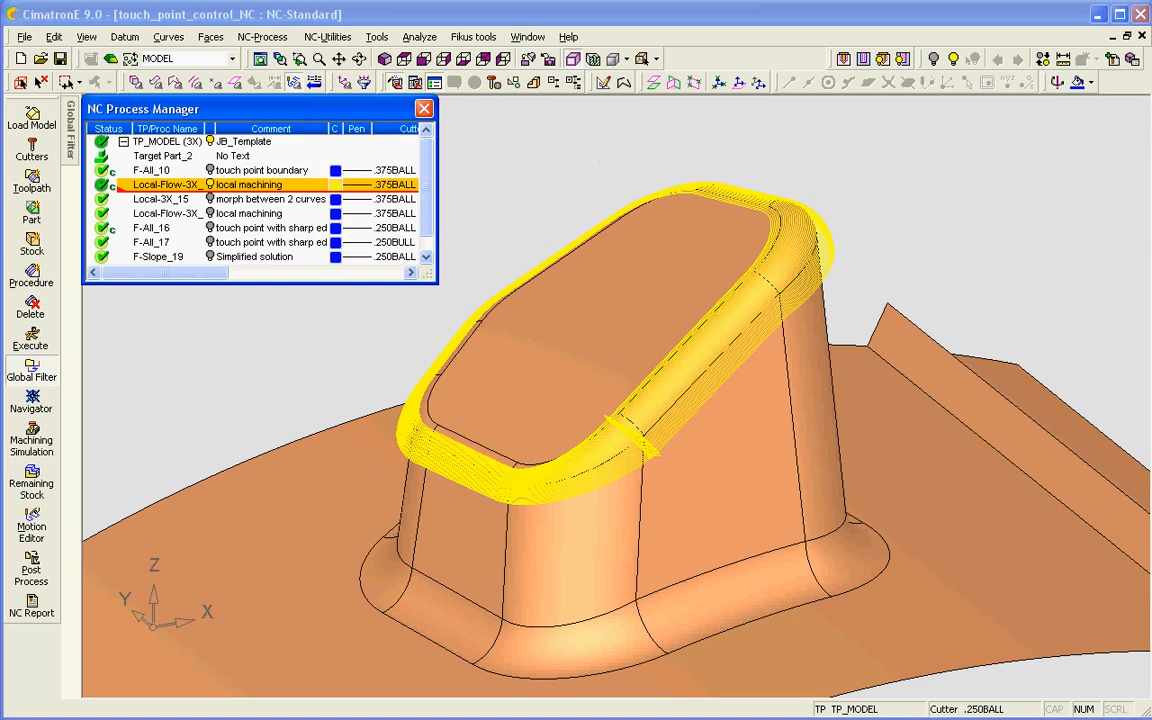 CimatronE 9.0 - [touch_point_control_NC : NC-Standard]
File Edit View Datum Curves Faces NC-Process NC-Utilities Tools Analyze Fikus tools Window Help
MODEL
Global Filter
Load Model
Cutters
Toolpath
Part
Stock
Procedure
Delete
Execute
Global Filter
Navigator
Machining
Simulation
Remaining
Stock
Motion
Editor
Post
Process
NC Report
NC Process Manager
Status TP/Proc Name Comment C Pen Cutt
TP_MODEL (3X) JB_Template
Target Part_2 No Text
F-All_10 touch point boundary .375BALL
Local-Flow-3X_ local machining .375BALL
Local-3X_15 morph between 2 curves .375BALL
Local-Flow-3X_ local machining .375BALL
F-All_16 touch point with sharp ed .250BALL
F-All_17 touch point with sharp ed .250BULL
F-Slope_19 Simplified solution .250BALL
Z
Y
X
TP TP_MODEL Cutter .250BALL CAP NUM SCRL